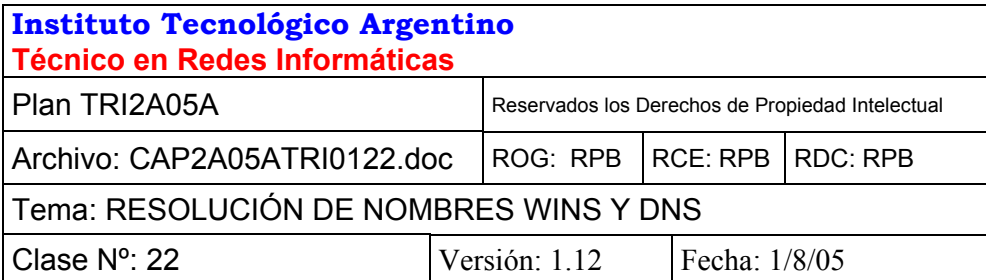 Instituto Tecnológico Argentino
Técnico en Redes Informáticas
Plan TRI2A05A
Reservados los Derechos de Propiedad Intelectual
Archivo: CAP2A05ATRI0122.doc
ROG: RPB
RCE: RPB
RDC: RPB
Tema: RESOLUCIÓN DE NOMBRES WINS Y DNS
Clase Nº: 22
Versión: 1.12
Fecha: 1/8/05